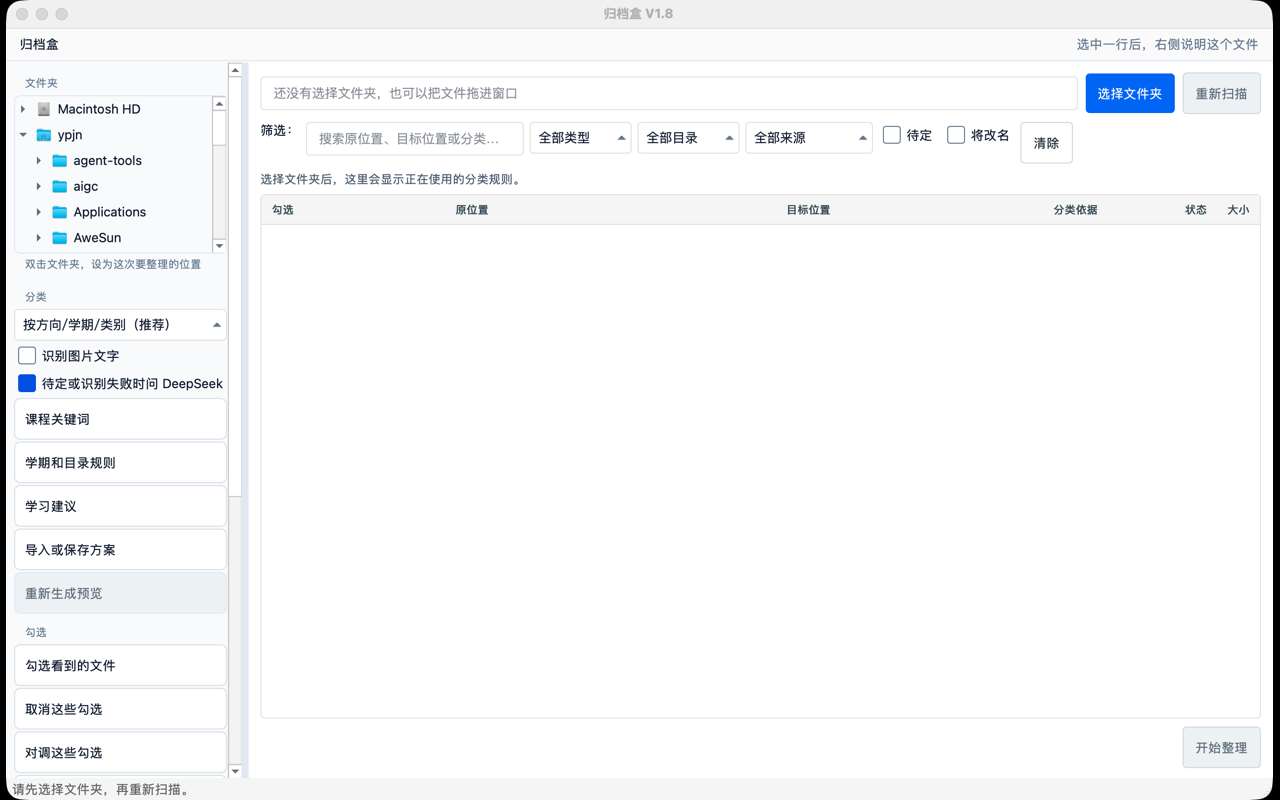 归档盒 V1.8
归档盒
选中一行后，右侧说明这个文件
文件夹
Macintosh HD
ypjn
agent-tools
aigc
Applications
AweSun
双击文件夹，设为这次要整理的位置
分类
按方向/学期/类别（推荐）
识别图片文字
待定或识别失败时问 DeepSeek
课程关键词
学期和目录规则
学习建议
导入或保存方案
重新生成预览
勾选
勾选看到的文件
取消这些勾选
对调这些勾选
还没有选择文件夹，也可以把文件拖进窗口
选择文件夹
重新扫描
筛选：
搜索原位置、目标位置或分类...
全部类型
全部目录
全部来源
待定
将改名
清除
选择文件夹后，这里会显示正在使用的分类规则。
勾选 原位置 目标位置 分类依据 状态 大小
开始整理
请先选择文件夹，再重新扫描。